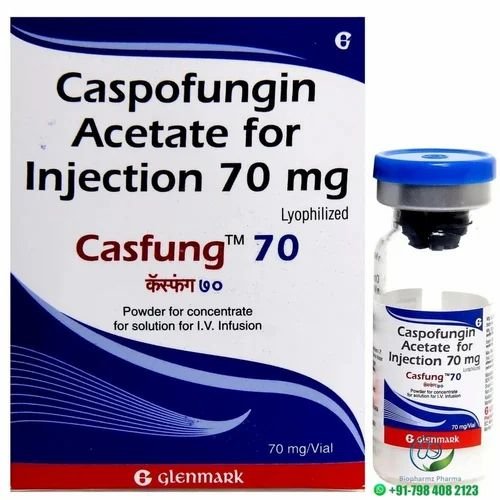 Caspofungin
Acetate for
Injection 70 mg
Lyophilized
Casfung™ 70
कॅस्फंग ७०
Powder for concentrate
for solution for I.V. Infusion
70 mg/Vial
G glenmark
Caspofungin
Acetate for
Injection 70 mg
Lyophilized
Casfung™70
कॅस्फंग ७०
Powder for concentrate
for solution for I.V. Infusion
70 mg/Vial
G glenmark
Biopharmz Pharma
+91-798 408 2123